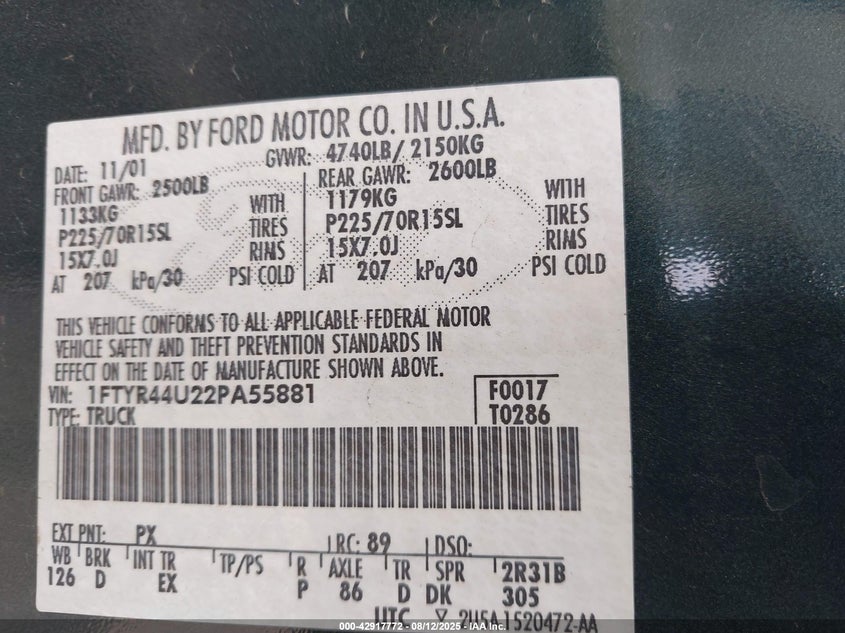 MFD. BY FORD MOTOR CO. IN U.S.A.
DATE: 11/01 GVWR: 4740LB/ 2150KG
FRONT GAWR: 2500LB REAR GAWR: 2600LB
1133KG WITH 1179KG WITH
P225/70R15SL TIRES P225/70R15SL TIRES
15X7.0J RIMS 15X7.0J RIMS
AT 207 kPa/30 PSI COLD AT 207 kPa/30 PSI COLD
THIS VEHICLE CONFORMS TO ALL APPLICABLE FEDERAL MOTOR
VEHICLE SAFETY AND THEFT PREVENTION STANDARDS IN
EFFECT ON THE DATE OF MANUFACTURE SHOWN ABOVE.
VIN: 1FTYR44U22PA55881 F0017
TYPE: TRUCK T0286
EXT PNT: PX RC: 89 DSO:
WB BRK INT TR TP/PS R AXLE TR SPR 2R31B
126 D EX P 86 D DK 305
UTC 2U5A 1520472-AA
000-42917772 - 08/12/2025 - IAA Inc.